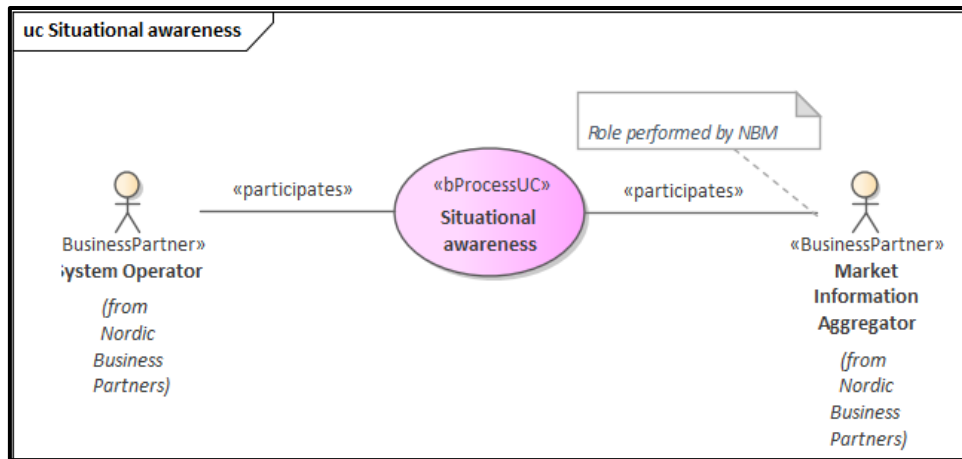 uc Situational awareness
Role performed by NBM
«participates»
«bProcessUC»
«participates»
Situational
awareness
BusinessPartner»
System Operator
(from
Nordic
Business
Partners)
«BusinessPartner»
Market
Information
Aggregator
(from
Nordic
Business
Partners)